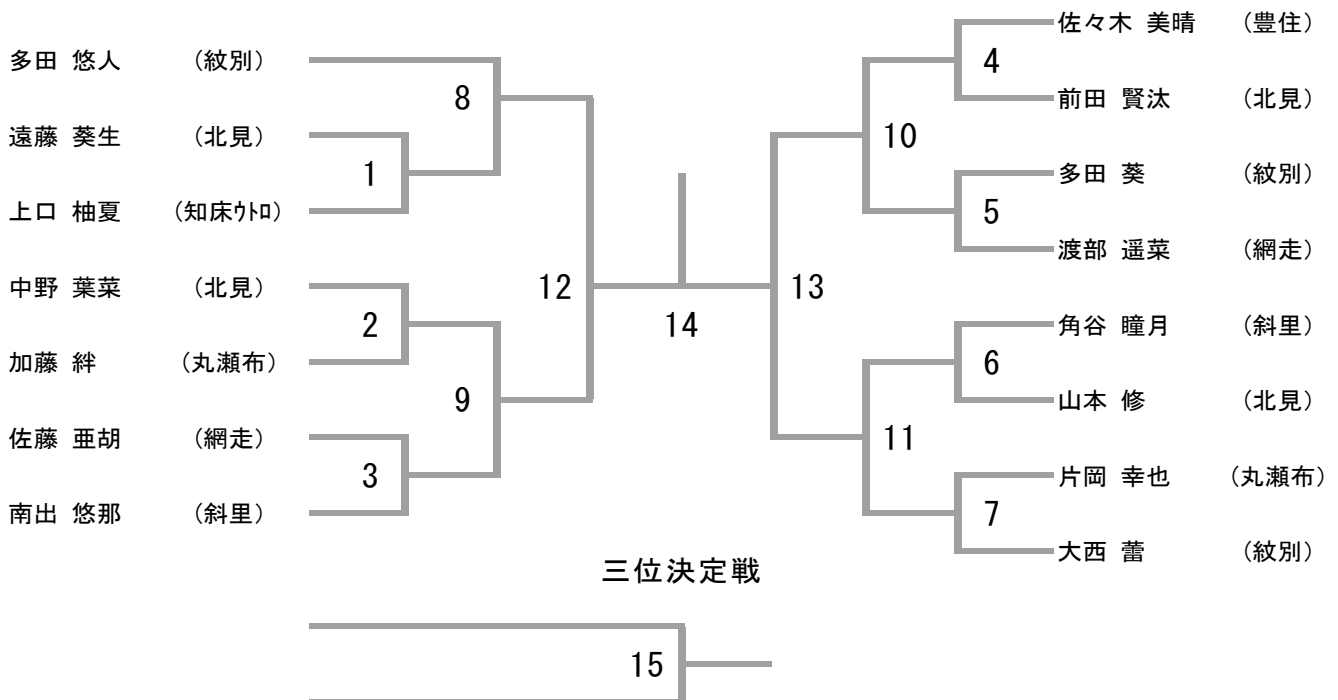 多田 悠人 (紋別)
8
遠藤 葵生 (北見)
1
上口 柚夏 (知床ｳﾄﾛ)
中野 葉菜 (北見)
2
加藤 絆 (丸瀬布)
9
佐藤 亜胡 (網走)
3
南出 悠那 (斜里)
12
14
13
佐々木 美晴 (豊住)
4
前田 賢汰 (北見)
10
多田 葵 (紋別)
5
渡部 遥菜 (網走)
角谷 瞳月 (斜里)
6
山本 修 (北見)
11
片岡 幸也 (丸瀬布)
7
大西 蕾 (紋別)
三位決定戦
15